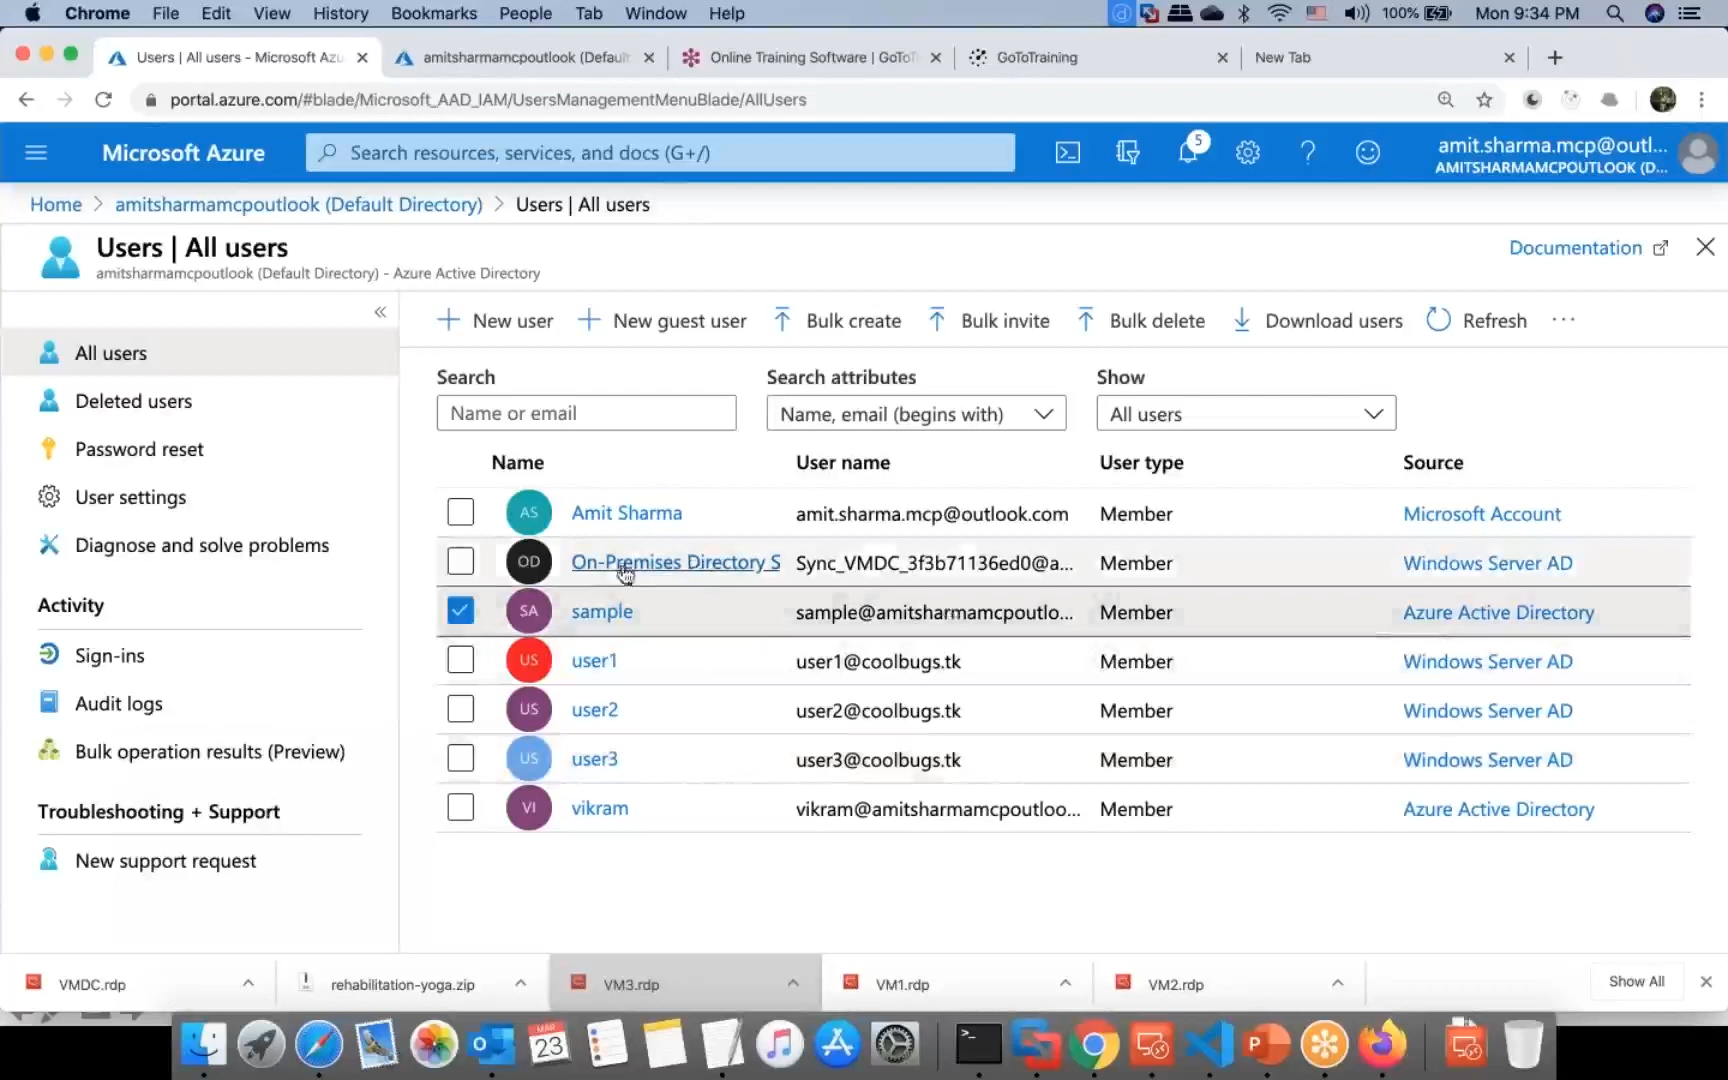 Chrome File Edit View History Bookmarks People Tab Window Help 100% Mon 9:34 PM
Users | All users - Microsoft Azu amitsharmamcpoutlook (Default Online Training Software | GoToT GoToTraining New Tab
portal.azure.com/#blade/Microsoft_AAD_IAM/UsersManagementMenuBlade/AllUsers
Microsoft Azure Search resources, services, and docs (G+/) 5 amit.sharma.mcp@outl...
AMITSHARMAMCPOUTLOOK (D...
Home > amitsharmamcpoutlook (Default Directory) > Users | All users
Users | All users
Documentation
amitsharmamcpoutlook (Default Directory) - Azure Active Directory
«
All users
Deleted users
Password reset
User settings
Diagnose and solve problems
Activity
Sign-ins
Audit logs
Bulk operation results (Preview)
Troubleshooting + Support
New support request
New user New guest user Bulk create Bulk invite Bulk delete Download users Refresh ...
Search Search attributes Show
Name or email Name, email (begins with) All users
Name User name User type Source
AS Amit Sharma amit.sharma.mcp@outlook.com Member Microsoft Account
OD On-Premises Directory S Sync_VMDC_3f3b71136ed0@a... Member Windows Server AD
SA sample sample@amitsharmamcpoutlo... Member Azure Active Directory
US user1 user1@coolbugs.tk Member Windows Server AD
US user2 user2@coolbugs.tk Member Windows Server AD
US user3 user3@coolbugs.tk Member Windows Server AD
VI vikram vikram@amitsharmamcpoutloo... Member Azure Active Directory
VMDC.rdp rehabilitation-yoga.zip VM3.rdp VM1.rdp VM2.rdp Show All
MAR
23